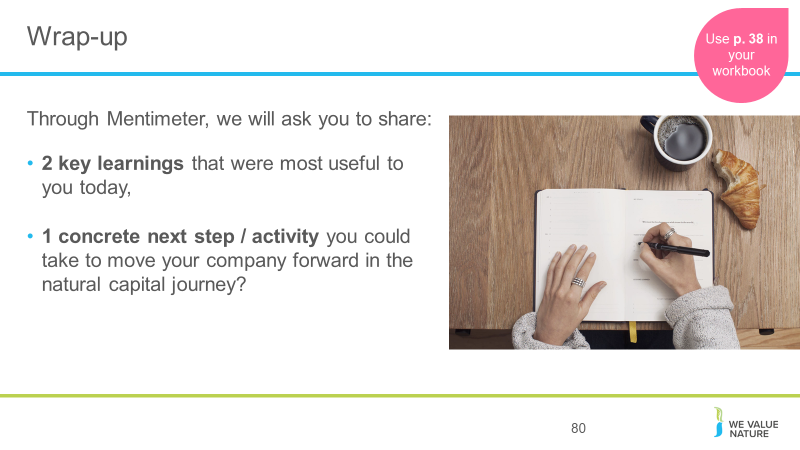 Wrap-up
Use p. 38 in
your
workbook
Through Mentimeter, we will ask you to share:
• 2 key learnings that were most useful to
you today,
• 1 concrete next step / activity you could
take to move your company forward in the
natural capital journey?
80
WE VALUE
NATURE